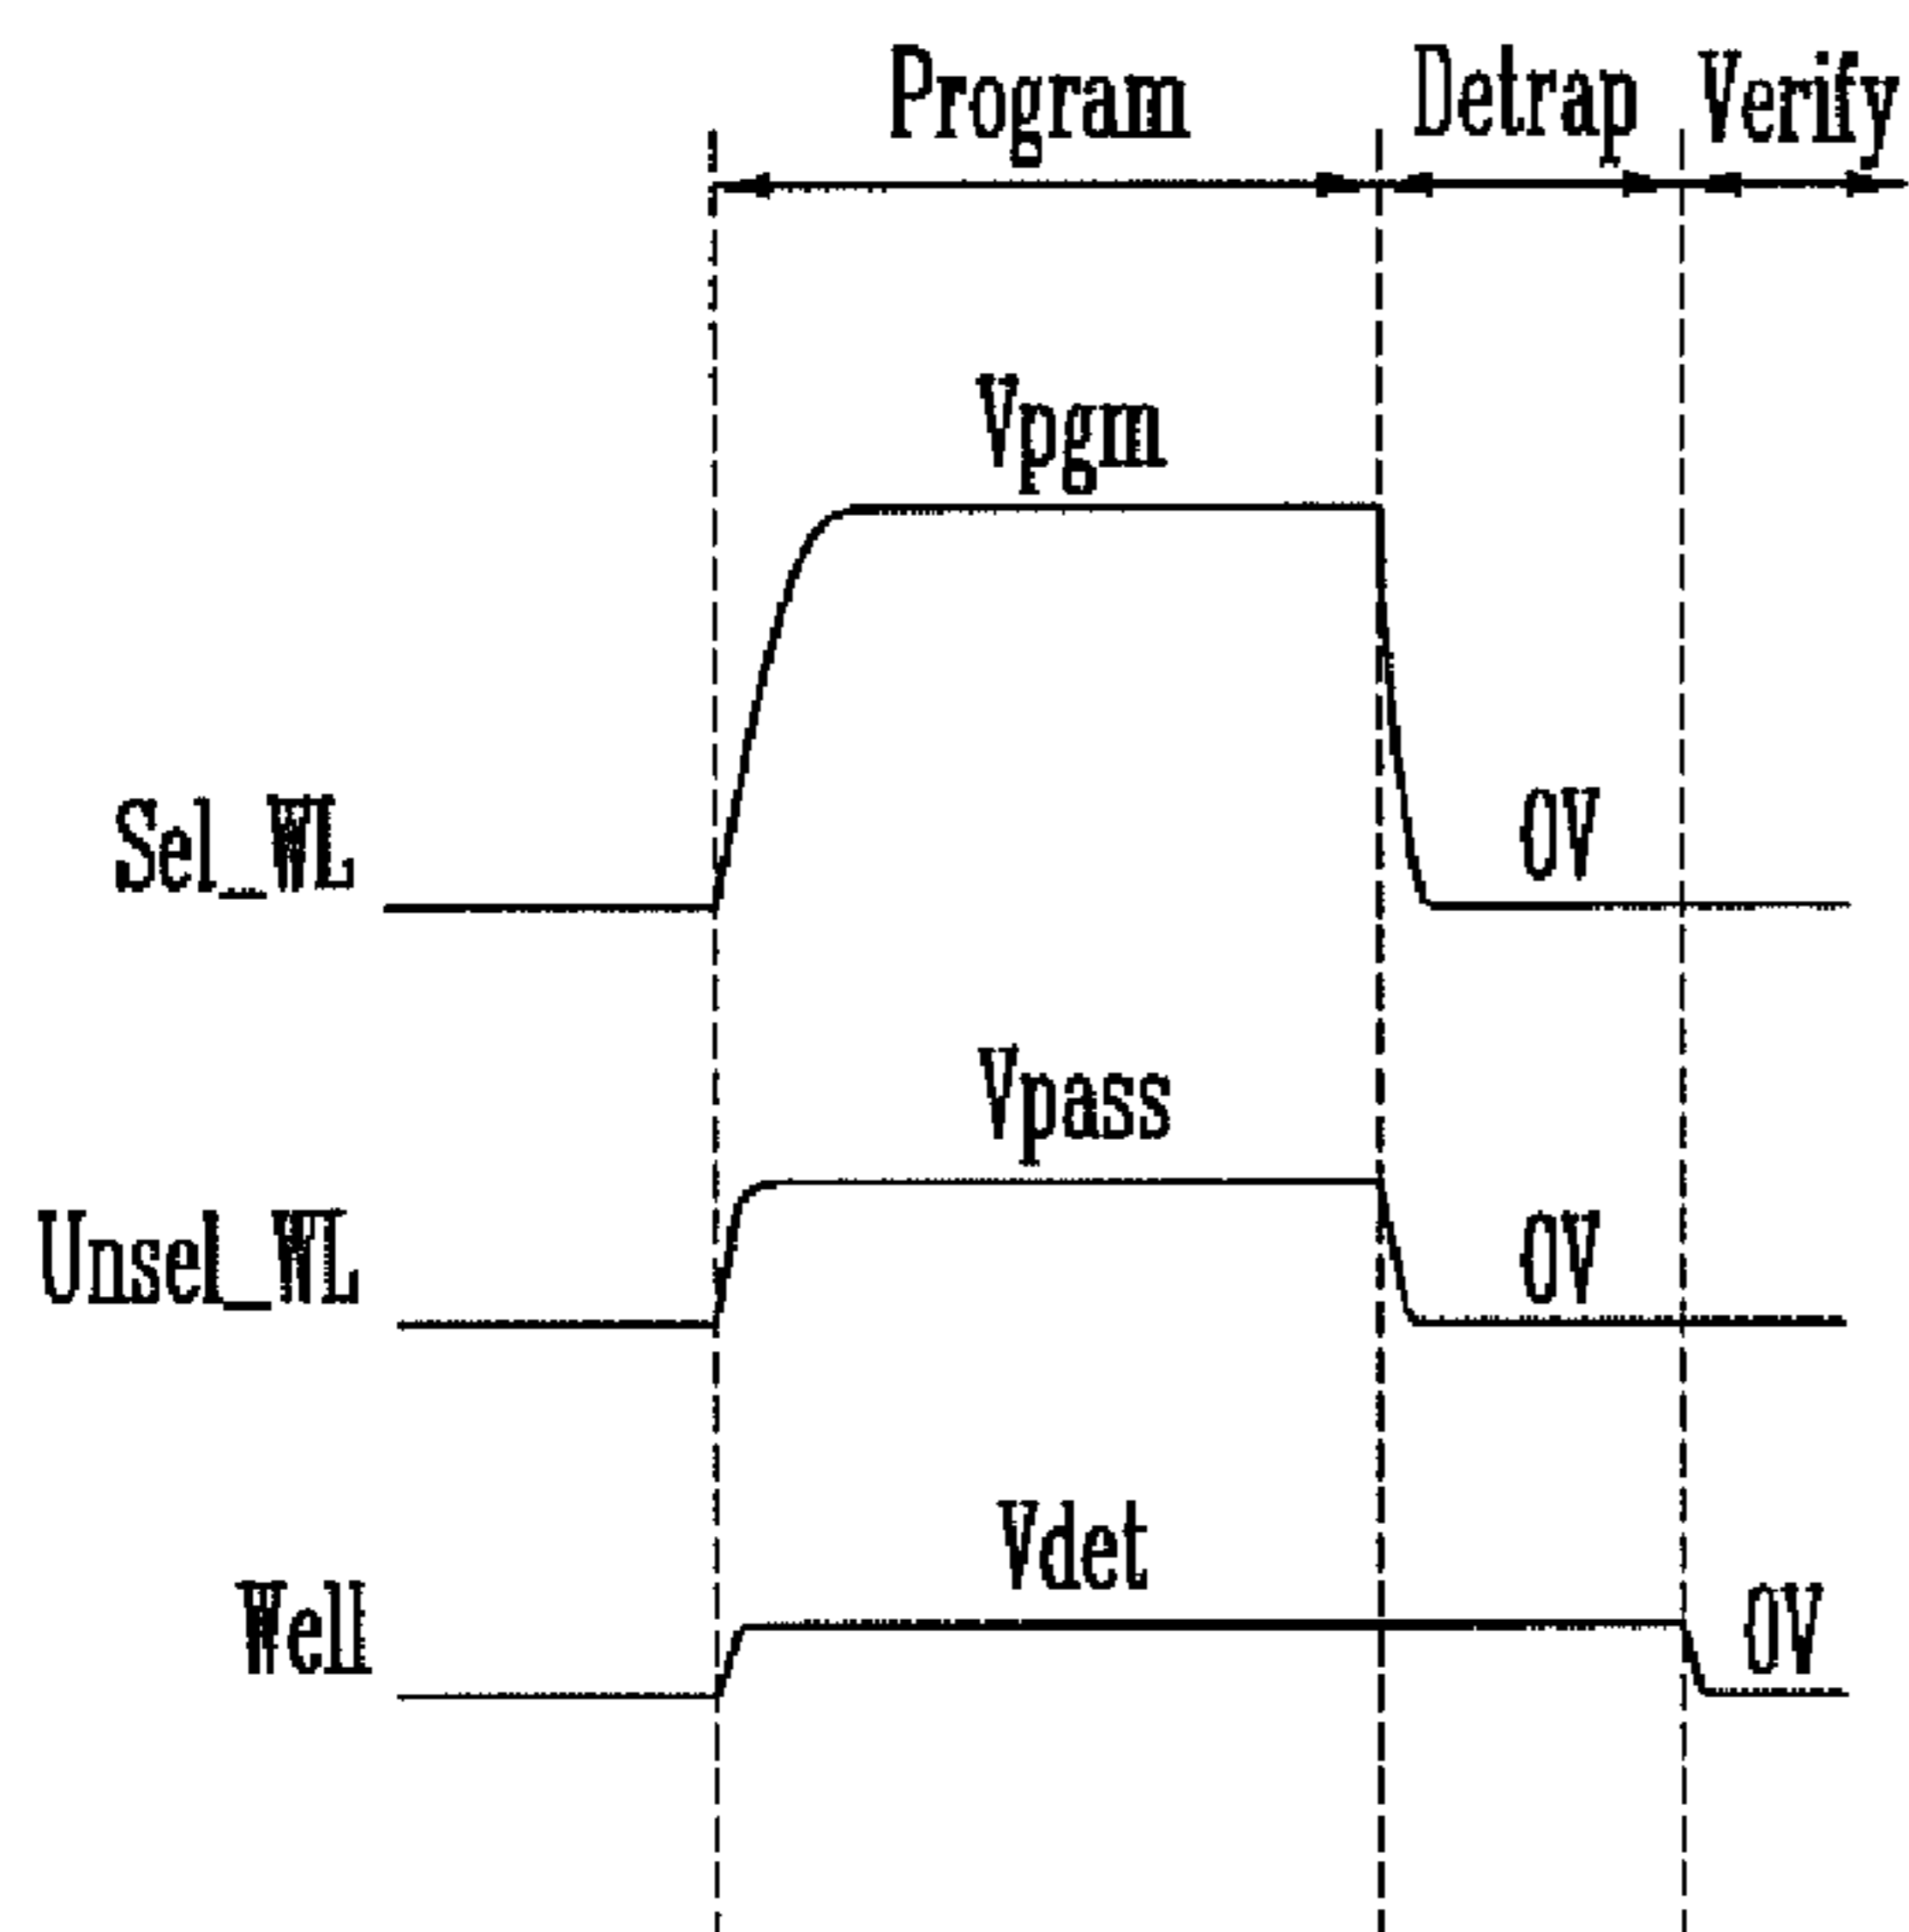 Program Detrap Verify
Vpgm
Sel_WL 0V
Vpass
Unsel_WL 0V
Vdet
Well 0V